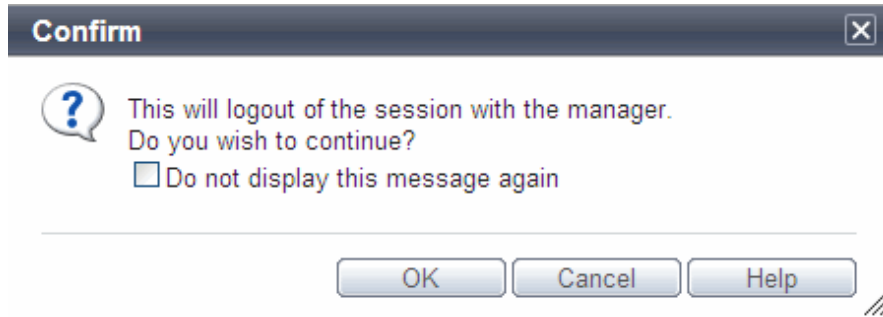 Confirm
This will logout of the session with the manager.
Do you wish to continue?
Do not display this message again
OK Cancel Help